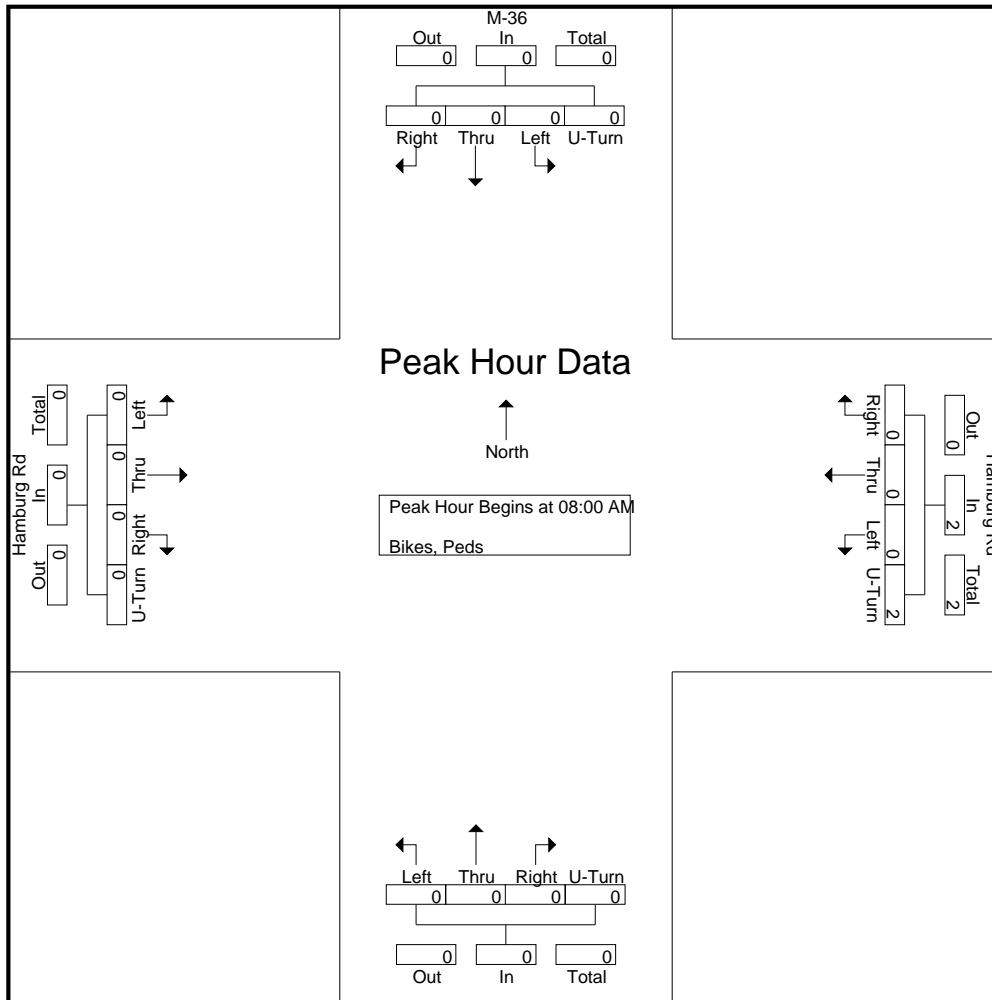 M-36
Out In Total
0 0 0
0 0 0 0
Right Thru Left U-Turn
Peak Hour Data
North
Peak Hour Begins at 08:00 AM
Bikes, Peds
Hamburg Rd
Total In Out
0 0 0
0 0 0 0
Left Thru Right U-Turn
Right Thru Left U-Turn
0 0 0 2
Out In Total
0 2 2
Hamburg Rd
Left Thru Right U-Turn
0 0 0 0
0 0 0
Out In Total